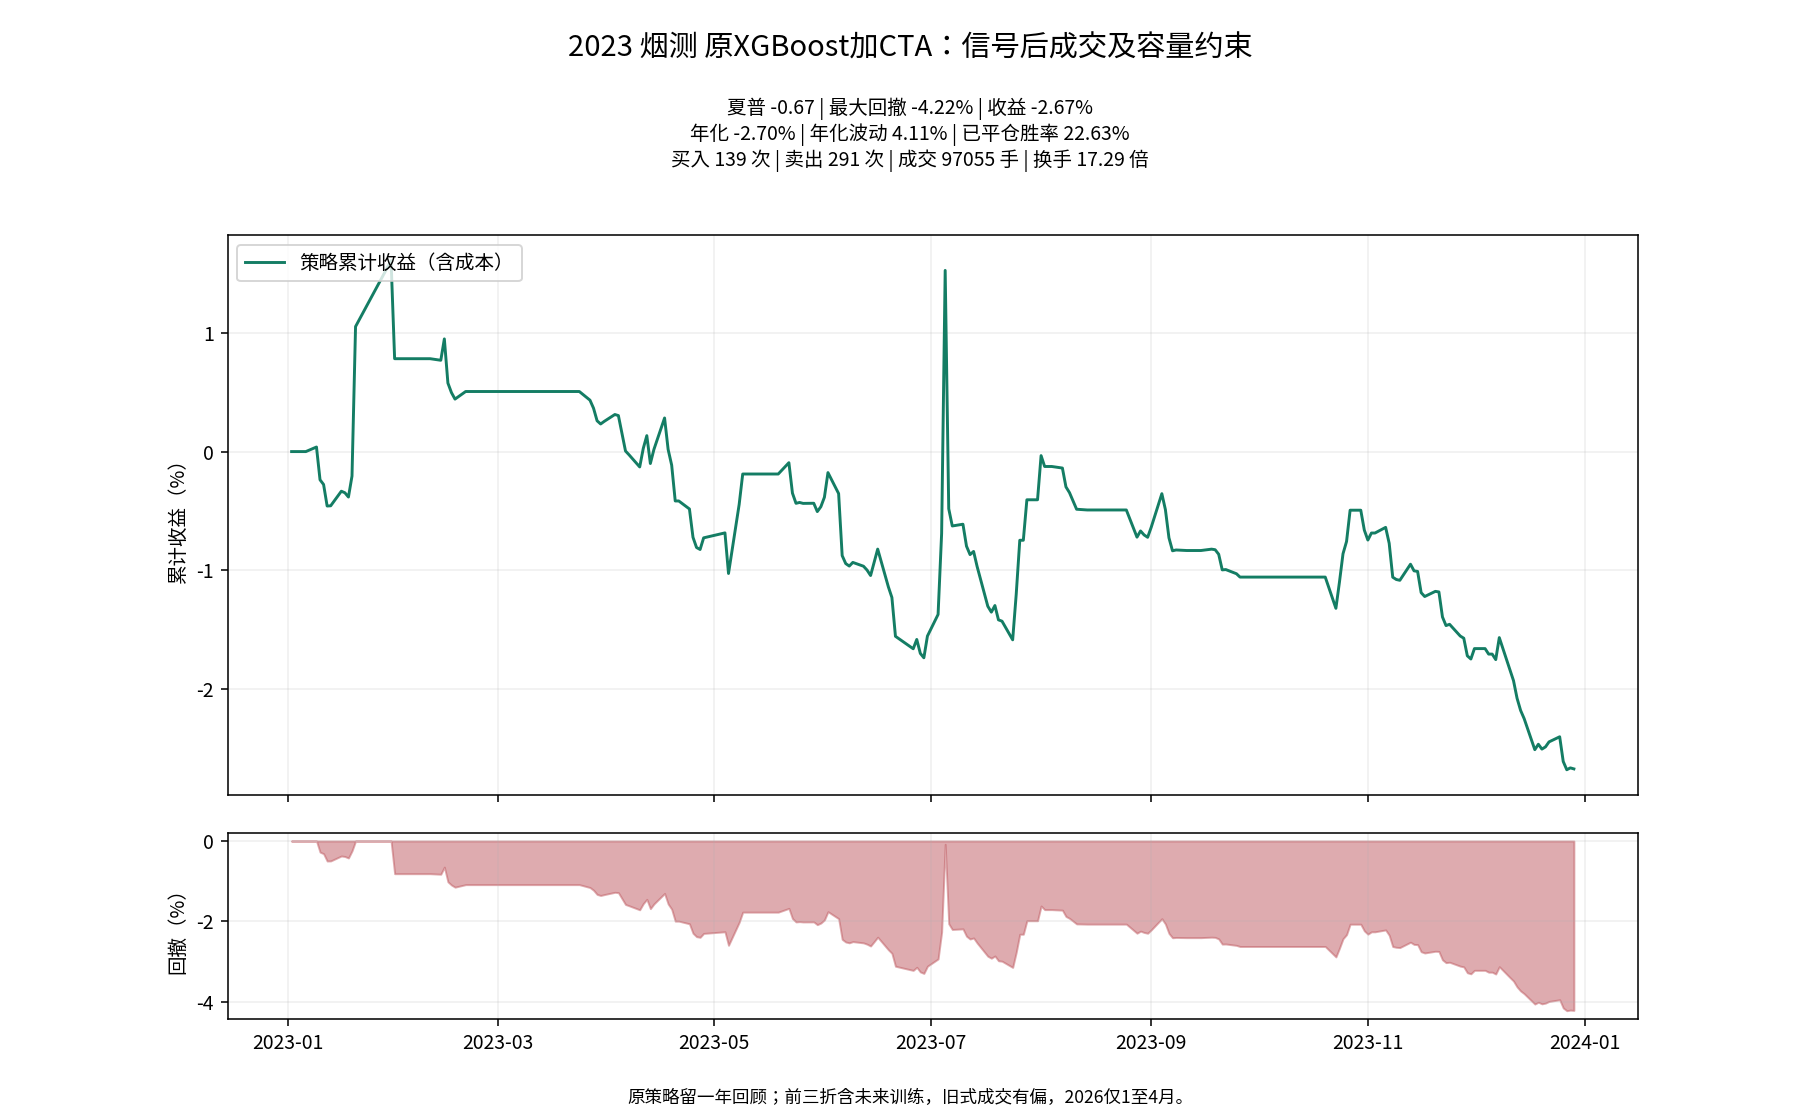 2023 烟测 原XGBoost加CTA：信号后成交及容量约束
夏普 -0.67 | 最大回撤 -4.22% | 收益 -2.67%
年化 -2.70% | 年化波动 4.11% | 已平仓胜率 22.63%
买入 139 次 | 卖出 291 次 | 成交 97055 手 | 换手 17.29 倍
策略累计收益（含成本）
累计收益（%）
1
0
-1
-2
回撤（%）
0
-2
-4
2023-01
2023-03
2023-05
2023-07
2023-09
2023-11
2024-01
原策略留一年回顾；前三折含未来训练，旧式成交有偏，2026仅1至4月。